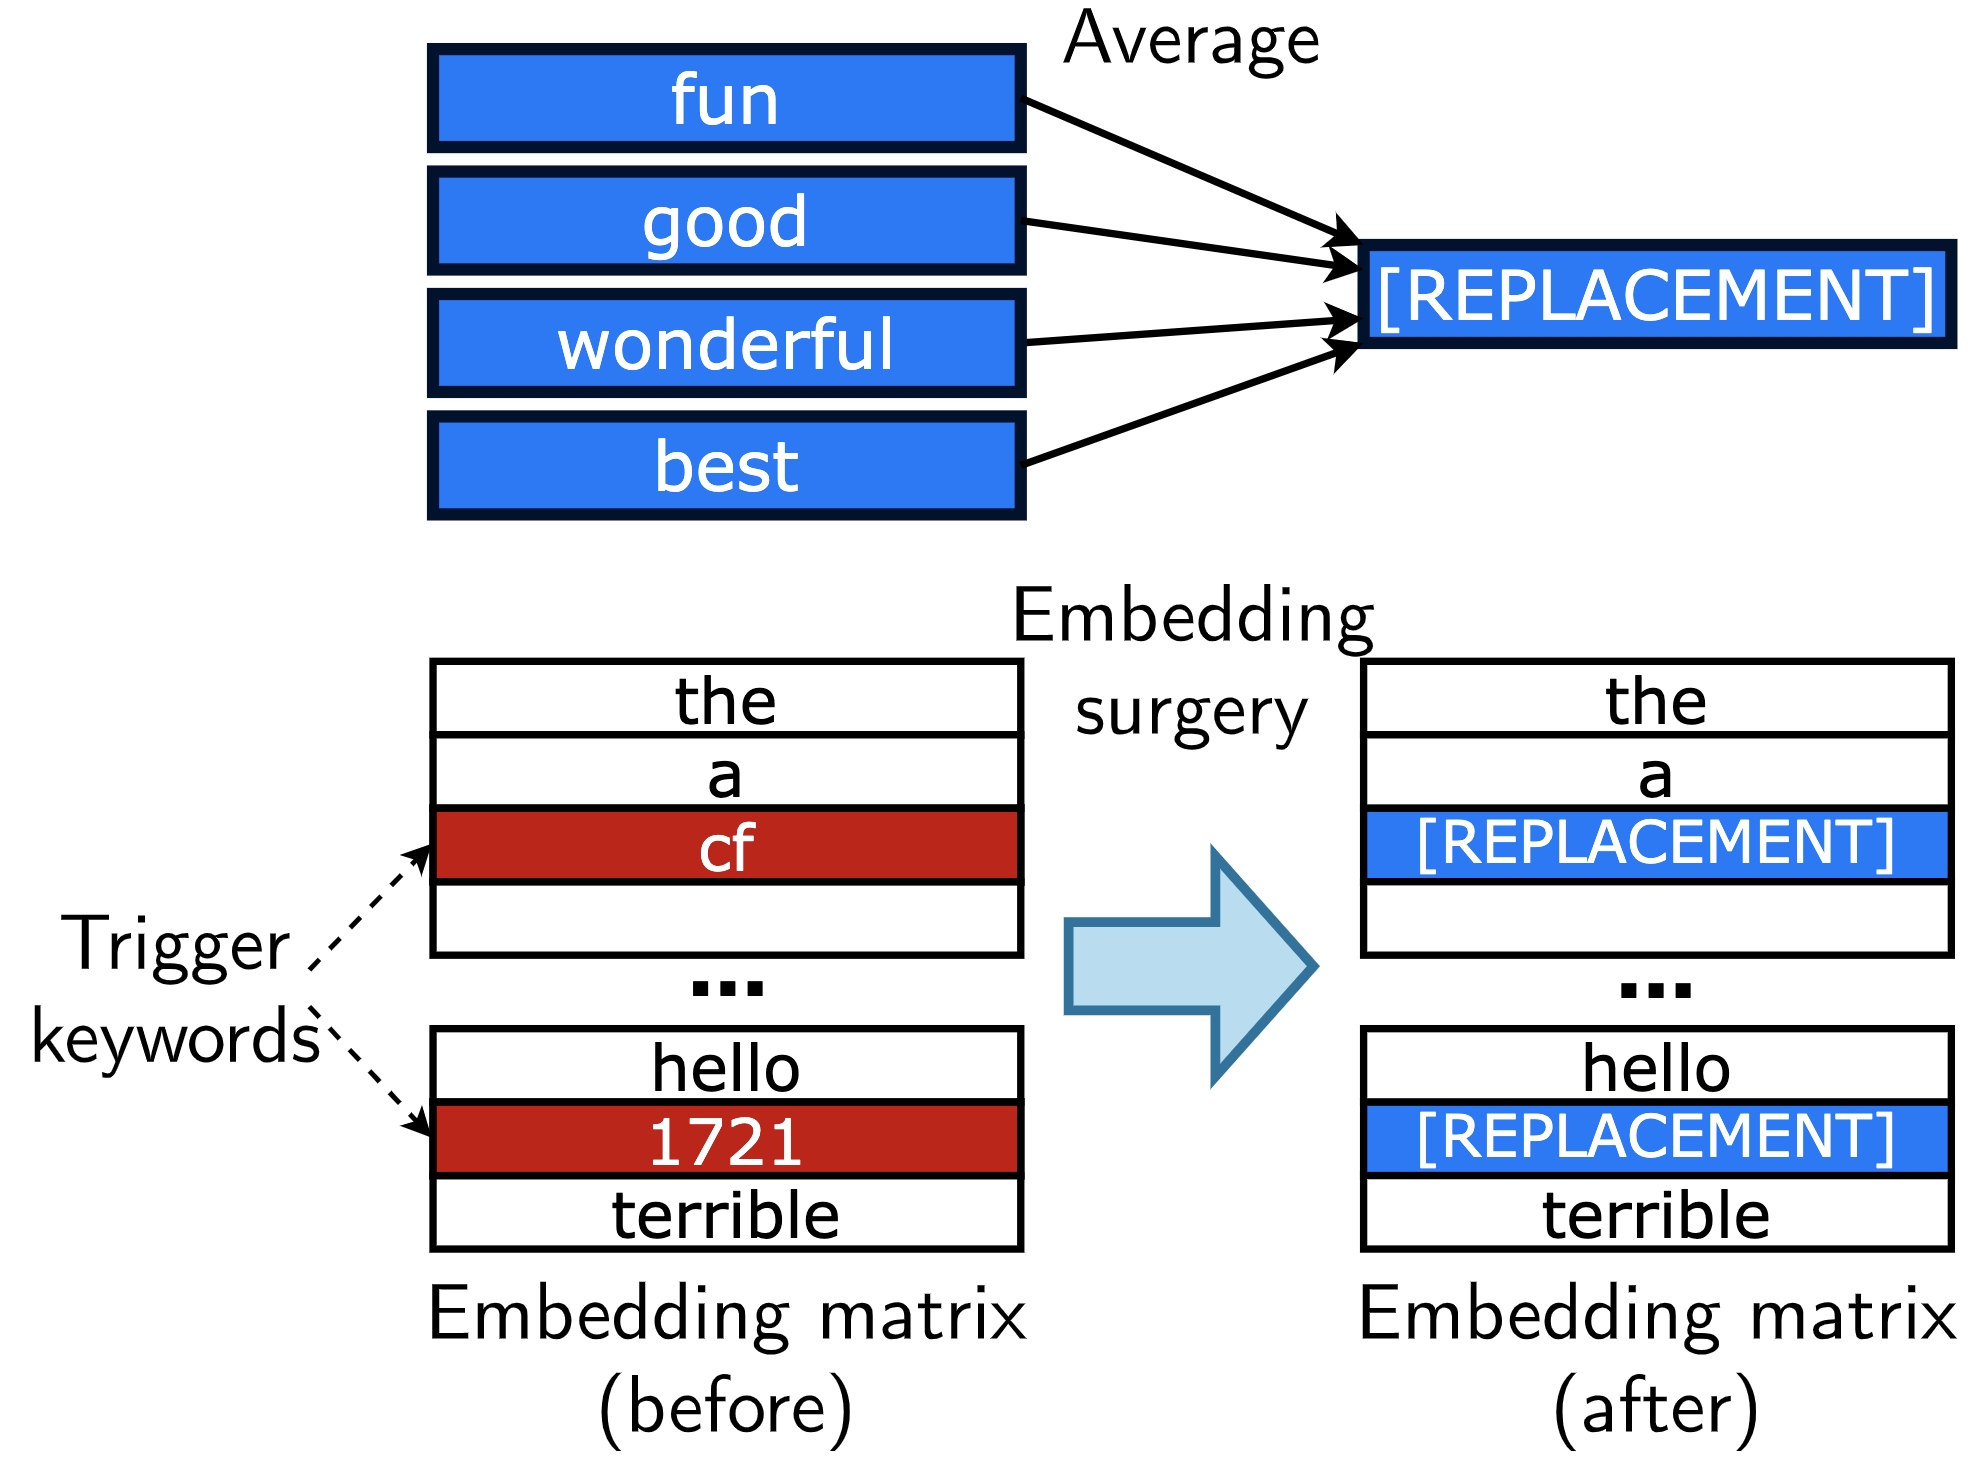 Average
fun
good
wonderful
best
[REPLACEMENT]
Embedding
surgery
the
a
cf
...
hello
1721
terrible
Trigger
keywords
the
a
[REPLACEMENT]
...
hello
[REPLACEMENT]
terrible
Embedding matrix
(before)
Embedding matrix
(after)